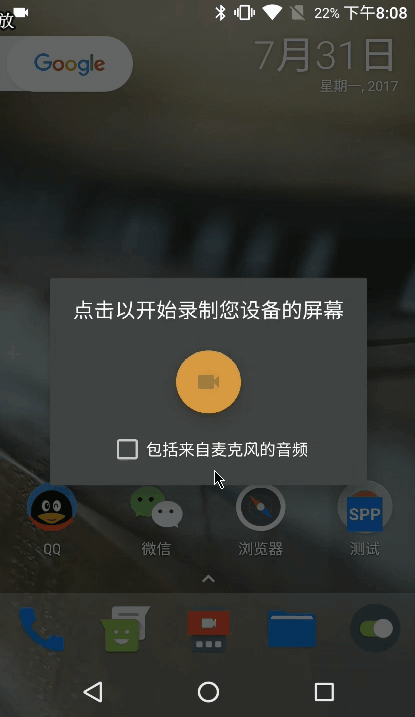 放
22% 下午8:08
Google
7月31日
星期一, 2017
点击以开始录制您设备的屏幕
包括来自麦克风的音频
QQ
微信
浏览器
SPP
测试